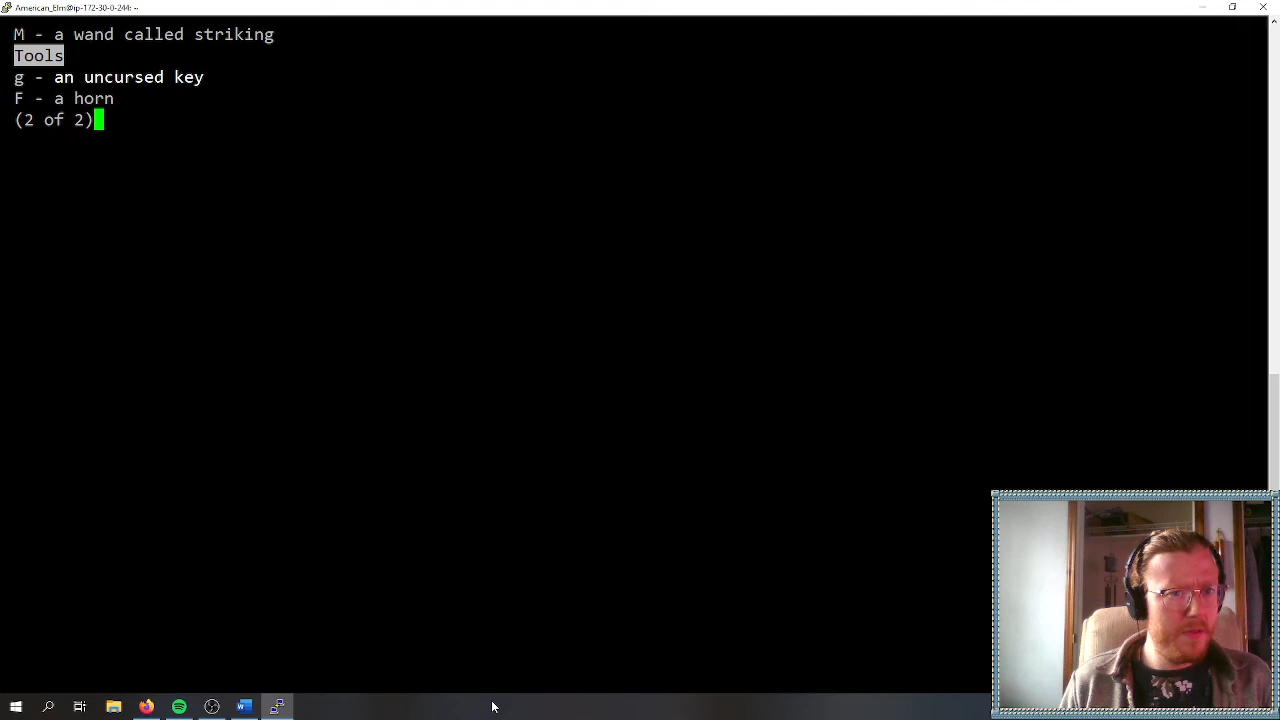 American_Elm@ip-172-30-0-244: ~
M - a wand called striking
Tools
g - an uncursed key
F - a horn
(2 of 2)